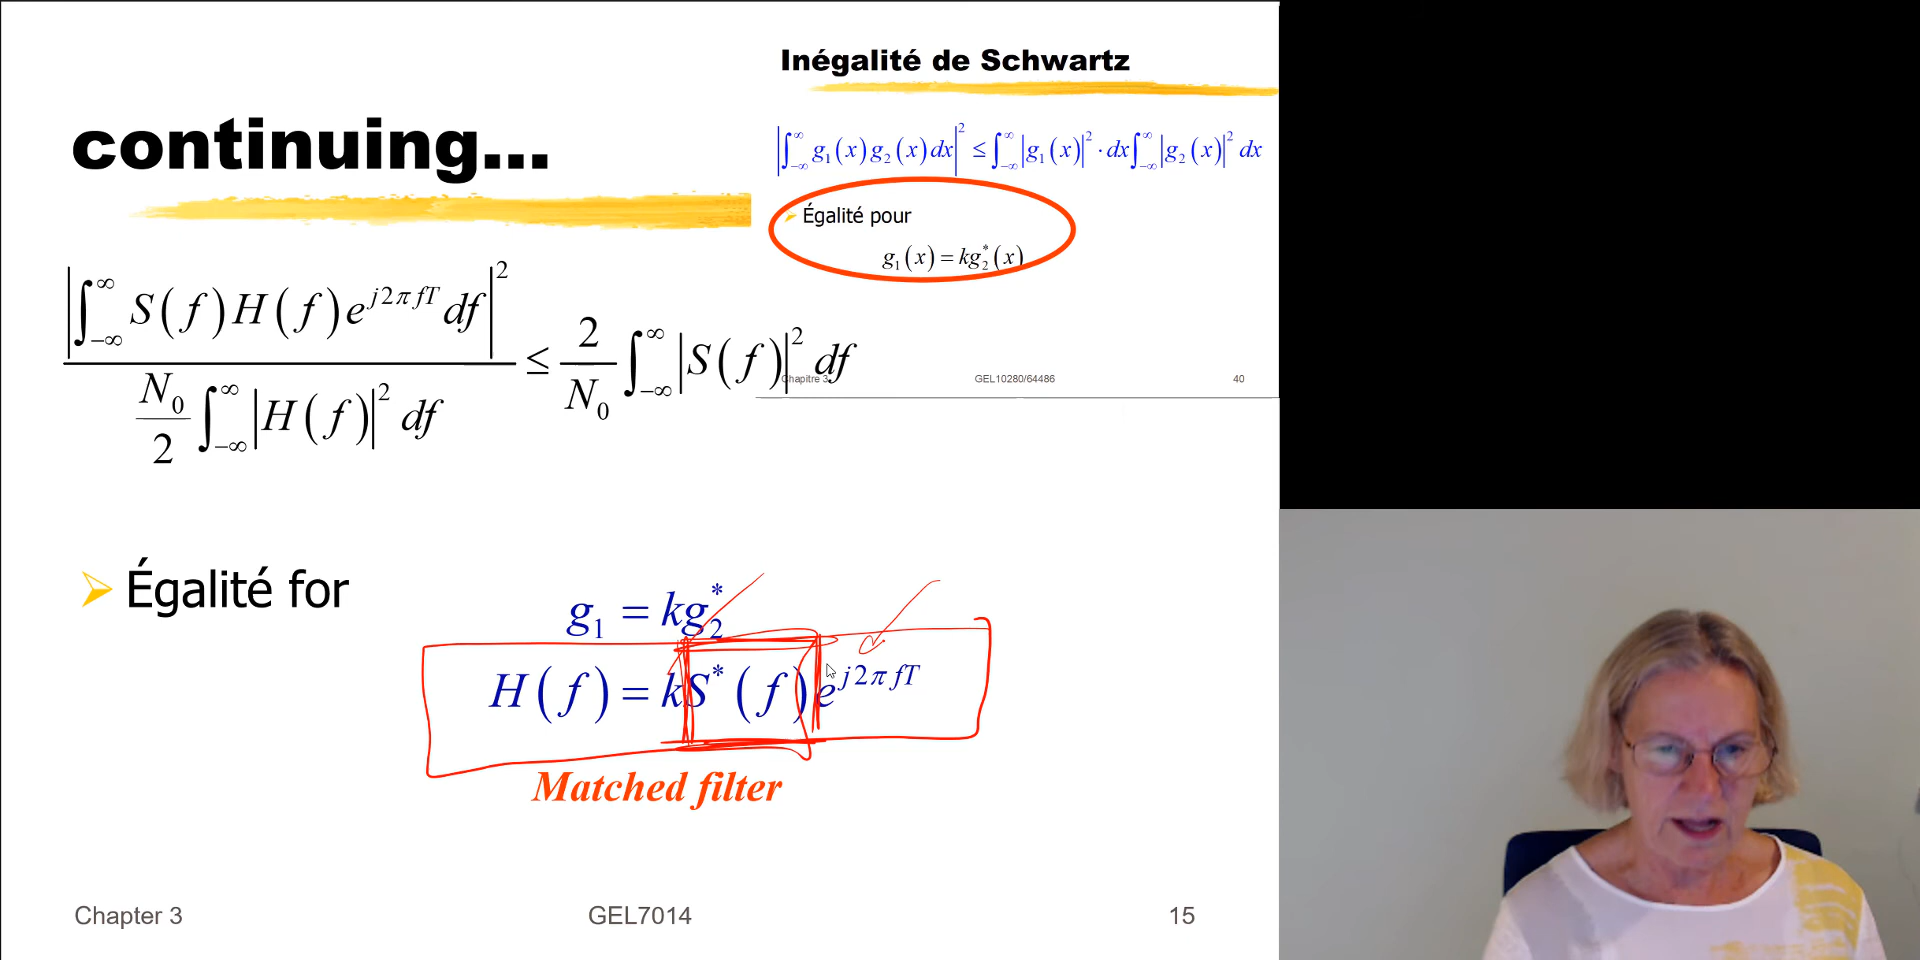 Inégalité de Schwartz
|∫_{-∞}^{∞} g₁(x)g₂(x)dx|² ≤ ∫_{-∞}^{∞} |g₁(x)|² · dx ∫_{-∞}^{∞} |g₂(x)|² dx
Égalité pour
g₁(x) = kg₂*(x)
Chapitre 3 GEL10280/64486 40
continuing...
|∫_{-∞}^{∞} S(f)H(f)e^{j2πfT} df|² / (N₀/2 ∫_{-∞}^{∞} |H(f)|² df) ≤ 2/N₀ ∫_{-∞}^{∞} |S(f)|² df
Égalité for
g₁ = kg₂*
H(f) = kS*(f)e^{j2πfT}
Matched filter
Chapter 3 GEL7014 15